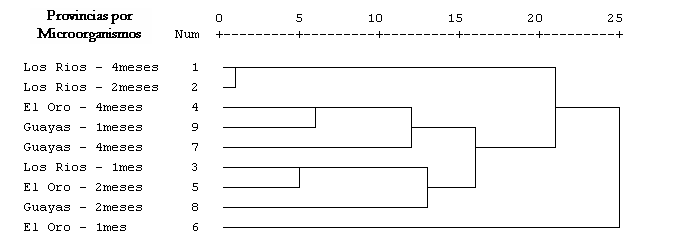 Provincias por
Microorganismos
Num
0 5 10 15 20 25
Los Rios - 4meses 1
Los Rios - 2meses 2
El Oro - 4meses 4
Guayas - 1meses 9
Guayas - 4meses 7
Los Rios - 1mes 3
El Oro - 2meses 5
Guayas - 2meses 8
El Oro - 1mes 6